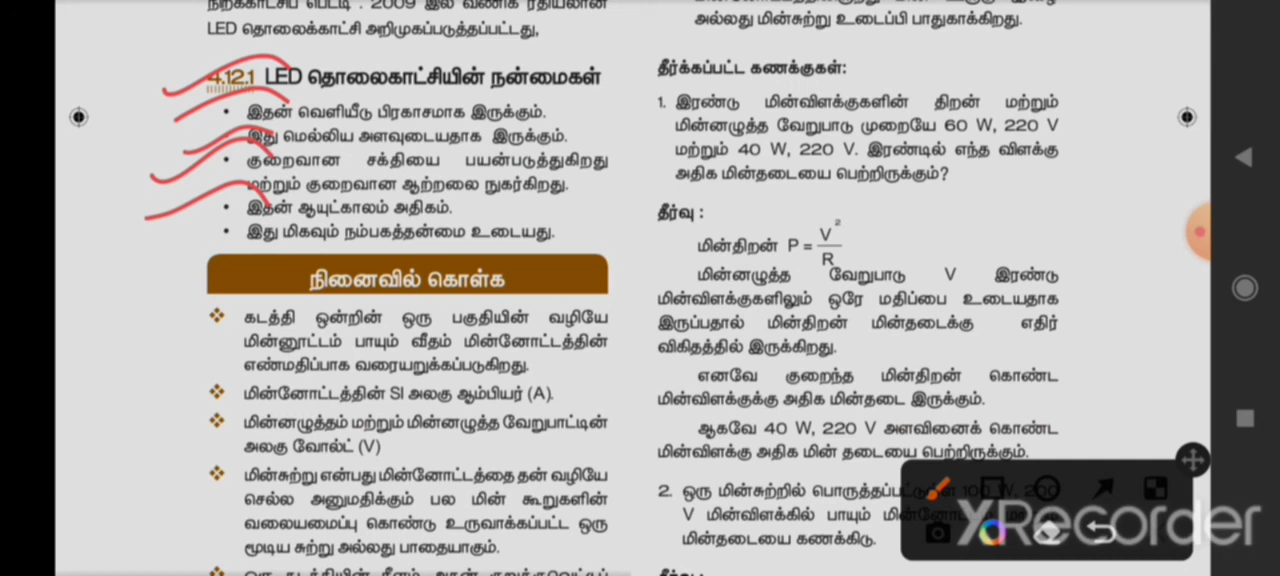 நிறக்காட்சிப் பெட்டி . 2009 இல் வணிக ரீதியிலான
LED தொலைக்காட்சி அறிமுகப்படுத்தப்பட்டது,
4.12.1 LED தொலைகாட்சியின் நன்மைகள்
• இதன் வெளியீடு பிரகாசமாக இருக்கும்.
• இது மெல்லிய அளவுடையதாக இருக்கும்.
• குறைவான சக்தியை பயன்படுத்துகிறது
மற்றும் குறைவான ஆற்றலை நுகர்கிறது.
• இதன் ஆயுட்காலம் அதிகம்.
• இது மிகவும் நம்பகத்தன்மை உடையது.
நினைவில் கொள்க
❖ கடத்தி ஒன்றின் ஒரு பகுதியின் வழியே
மின்னூட்டம் பாயும் வீதம் மின்னோட்டத்தின்
எண்மதிப்பாக வரையறுக்கப்படுகிறது.
❖ மின்னோட்டத்தின் SI அலகு ஆம்பியர் (A).
❖ மின்னழுத்தம் மற்றும் மின்னழுத்த வேறுபாட்டின்
அலகு வோல்ட் (V)
❖ மின்சுற்று என்பது மின்னோட்டத்தை தன் வழியே
செல்ல அனுமதிக்கும் பல மின் கூறுகளின்
வலையமைப்பு கொண்டு உருவாக்கப்பட்ட ஒரு
மூடிய சுற்று அல்லது பாதையாகும்.
அல்லது மின்சுற்று உடைப்பி பாதுகாக்கிறது.
தீர்க்கப்பட்ட கணக்குகள்:
1. இரண்டு மின்விளக்குகளின் திறன் மற்றும்
மின்னழுத்த வேறுபாடு முறையே 60 W, 220 V
மற்றும் 40 W, 220 V. இரண்டில் எந்த விளக்கு
அதிக மின்தடையை பெற்றிருக்கும்?
தீர்வு :
மின்திறன் P = V²/R
மின்னழுத்த வேறுபாடு V இரண்டு
மின்விளக்குகளிலும் ஒரே மதிப்பை உடையதாக
இருப்பதால் மின்திறன் மின்தடைக்கு எதிர்
விகிதத்தில் இருக்கிறது.
எனவே குறைந்த மின்திறன் கொண்ட
மின்விளக்குக்கு அதிக மின்தடை இருக்கும்.
ஆகவே 40 W, 220 V அளவினைக் கொண்ட
மின்விளக்கு அதிக மின் தடையை பெற்றிருக்கும்.
2. ஒரு மின்சுற்றில் பொருத்தப்பட்டுள்ள 100 W, 200
V மின்விளக்கில் பாயும்
மின்தடையை கணக்கிடு.
XRecorder